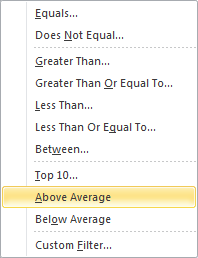 Equals...
Does Not Equal...
Greater Than...
Greater Than Or Equal To...
Less Than...
Less Than Or Equal To...
Between...
Top 10...
Above Average
Below Average
Custom Filter...